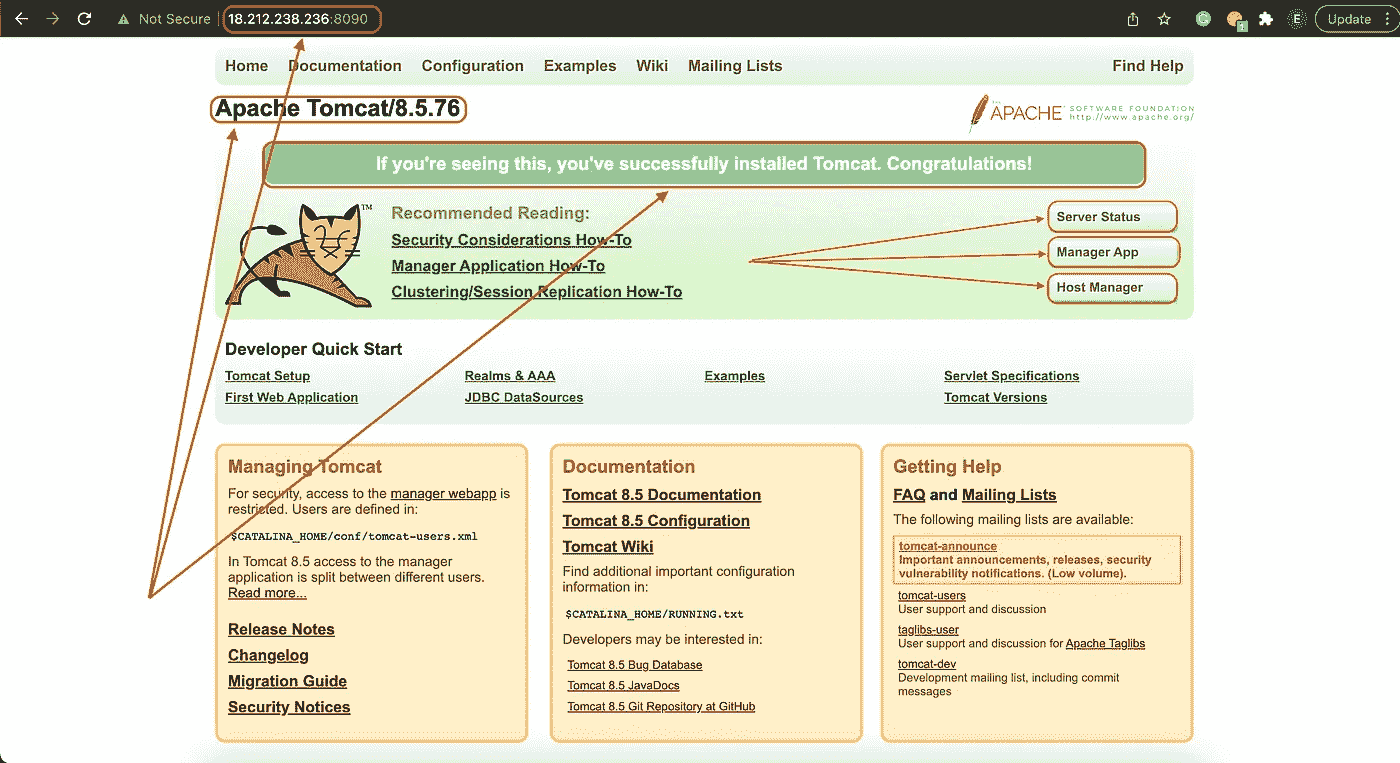 Not Secure 18.212.238.236:8090 E Update
Home Documentation Configuration Examples Wiki Mailing Lists Find Help
Apache Tomcat/8.5.76
APACHE SOFTWARE FOUNDATION
http://www.apache.org/
If you're seeing this, you've successfully installed Tomcat. Congratulations!
TM
Recommended Reading:
Security Considerations How-To
Manager Application How-To
Clustering/Session Replication How-To
Server Status
Manager App
Host Manager
Developer Quick Start
Tomcat Setup
First Web Application
Realms & AAA
JDBC DataSources
Examples
Servlet Specifications
Tomcat Versions
Managing Tomcat
For security, access to the manager webapp is
restricted. Users are defined in:
$CATALINA_HOME/conf/tomcat-users.xml
In Tomcat 8.5 access to the manager
application is split between different users.
Read more...
Release Notes
Changelog
Migration Guide
Security Notices
Documentation
Tomcat 8.5 Documentation
Tomcat 8.5 Configuration
Tomcat Wiki
Find additional important configuration
information in:
$CATALINA_HOME/RUNNING.txt
Developers may be interested in:
Tomcat 8.5 Bug Database
Tomcat 8.5 JavaDocs
Tomcat 8.5 Git Repository at GitHub
Getting Help
FAQ and Mailing Lists
The following mailing lists are available:
tomcat-announce
Important announcements, releases, security
vulnerability notifications. (Low volume).
tomcat-users
User support and discussion
taglibs-user
User support and discussion for Apache Taglibs
tomcat-dev
Development mailing list, including commit
messages